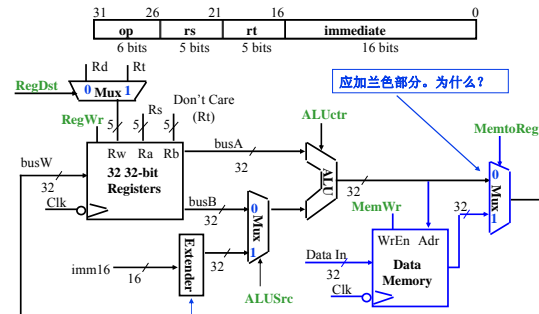 31 26 21 16 0
op rs rt immediate
6 bits 5 bits 5 bits 16 bits
Rd Rt
RegDst
0 Mux 1
应加兰色部分。为什么?
RegWr
Rs
Don't Care
(Rt)
5 5 5
ALUctr
MemtoReg
busW
32
Rw Ra Rb
32 32-bit
Registers
busA
32
busB
32
Clk
ALU
32
0
Mux
1
0
Mux
1
MemWr
32
WrEn Adr
Data
Memory
Data In
32
Clk
imm16
16
Extender
32
ALUSrc